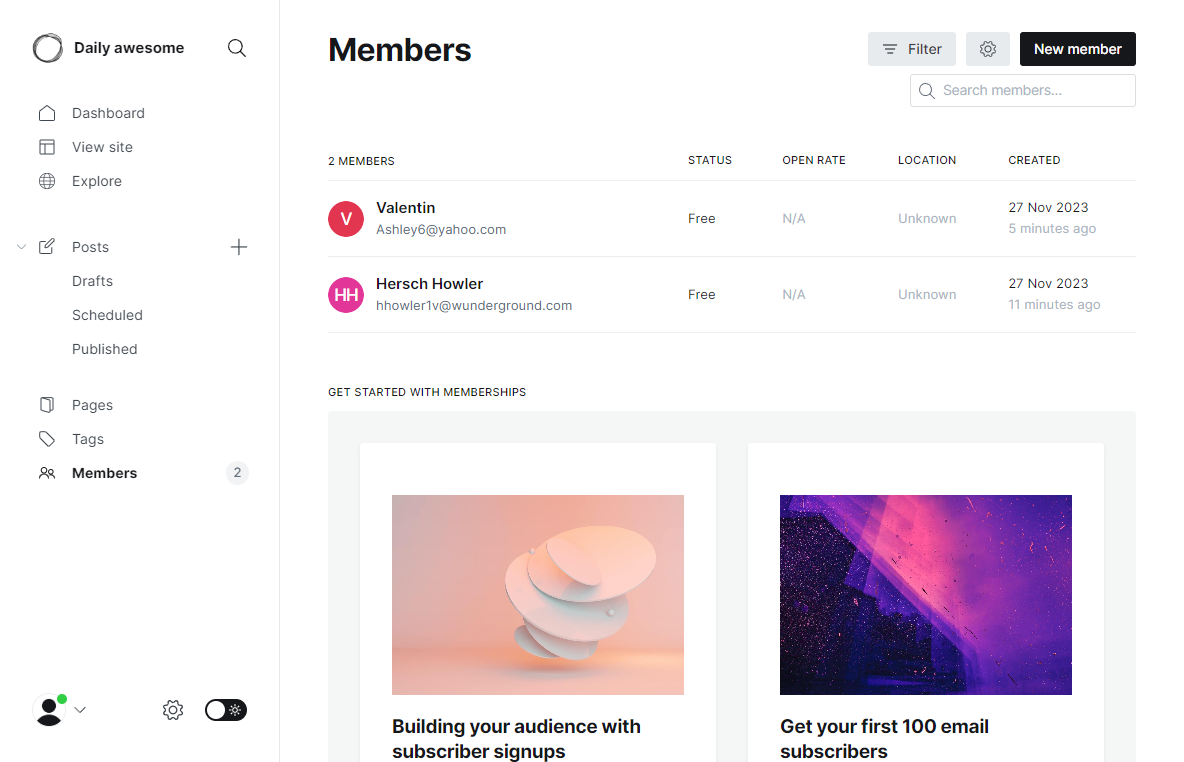 Daily awesome
Dashboard
View site
Explore
Posts
Drafts
Scheduled
Published
Pages
Tags
Members 2
Members
Filter
New member
Search members...
2 MEMBERS STATUS OPEN RATE LOCATION CREATED
V Valentin
Ashley6@yahoo.com
Free N/A Unknown
27 Nov 2023
5 minutes ago
HH Hersch Howler
hhowler1v@wunderground.com
Free N/A Unknown
27 Nov 2023
11 minutes ago
GET STARTED WITH MEMBERSHIPS
Building your audience with
subscriber signups
Get your first 100 email
subscribers